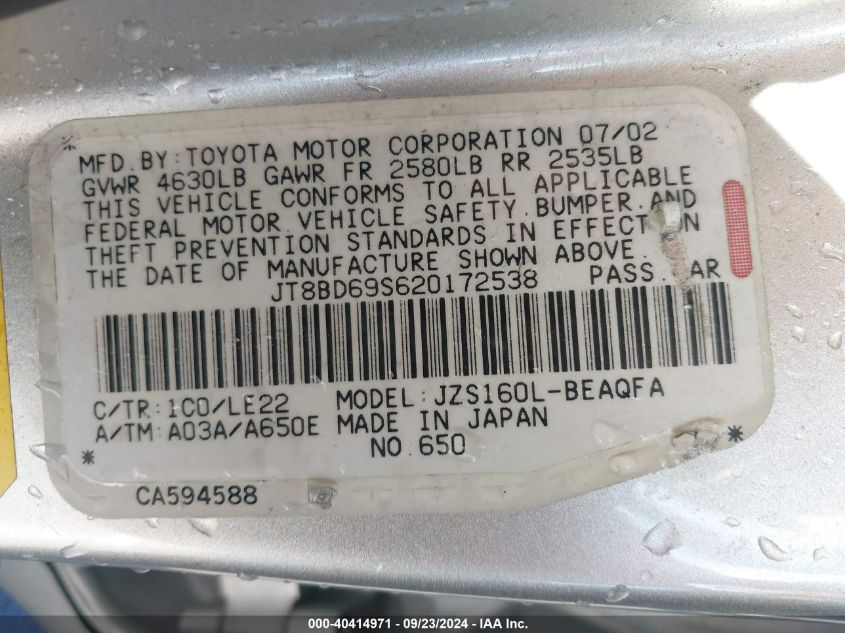 MFD. BY: TOYOTA MOTOR CORPORATION 07/02
GVWR 4630LB GAWR FR 2580LB RR 2535LB
THIS VEHICLE CONFORMS TO ALL APPLICABLE
FEDERAL MOTOR VEHICLE SAFETY, BUMPER, AND
THEFT PREVENTION STANDARDS IN EFFECT ON
THE DATE OF MANUFACTURE SHOWN ABOVE.
JT8BD69S620172538 PASS. AR
C/TR: 1C0/LE22 MODEL: JZS160L-BEAQFA
A/TM: A03A/A650E MADE IN JAPAN
NO. 650
CA594588
000-40414971 - 09/23/2024 - IAAI.COM